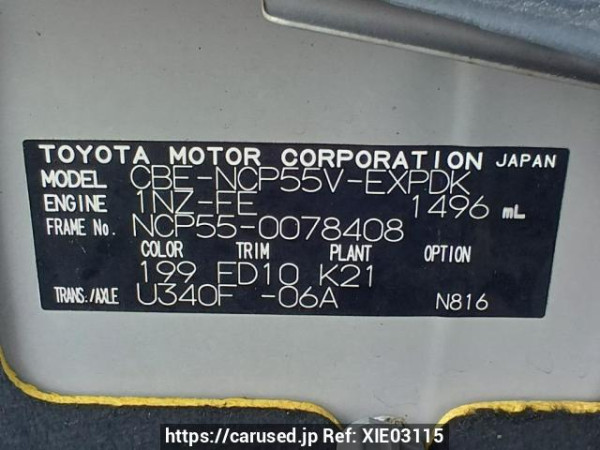 TOYOTA MOTOR CORPORATION JAPAN
MODEL CBE-NCP55V-EXPDK
ENGINE 1NZ-FE 1496 mL
FRAME No. NCP55-0078408
COLOR TRIM PLANT OPTION
199 FD10 K21
TRANS./AXLE U340F -06A N816
https://carused.jp Ref: XIE03115